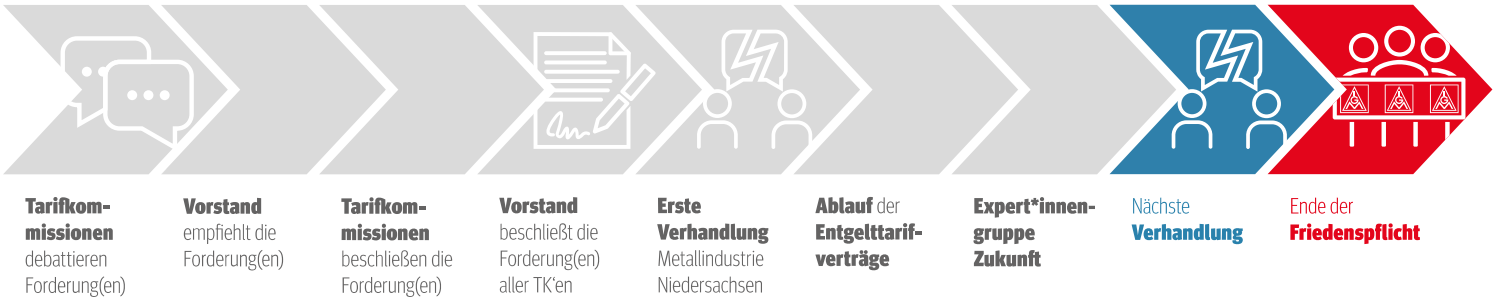 Tarifkom-
missionen
debattieren
Forderung(en)
Vorstand
empfiehlt die
Forderung(en)
Tarifkom-
missionen
beschließen die
Forderung(en)
Vorstand
beschließt die
Forderung(en)
aller TK‘en
Erste
Verhandlung
Metallindustrie
Niedersachsen
Ablauf der
Entgelttarif-
verträge
Expert*innen-
gruppe
Zukunft
Nächste
Verhandlung
Ende der
Friedenspflicht